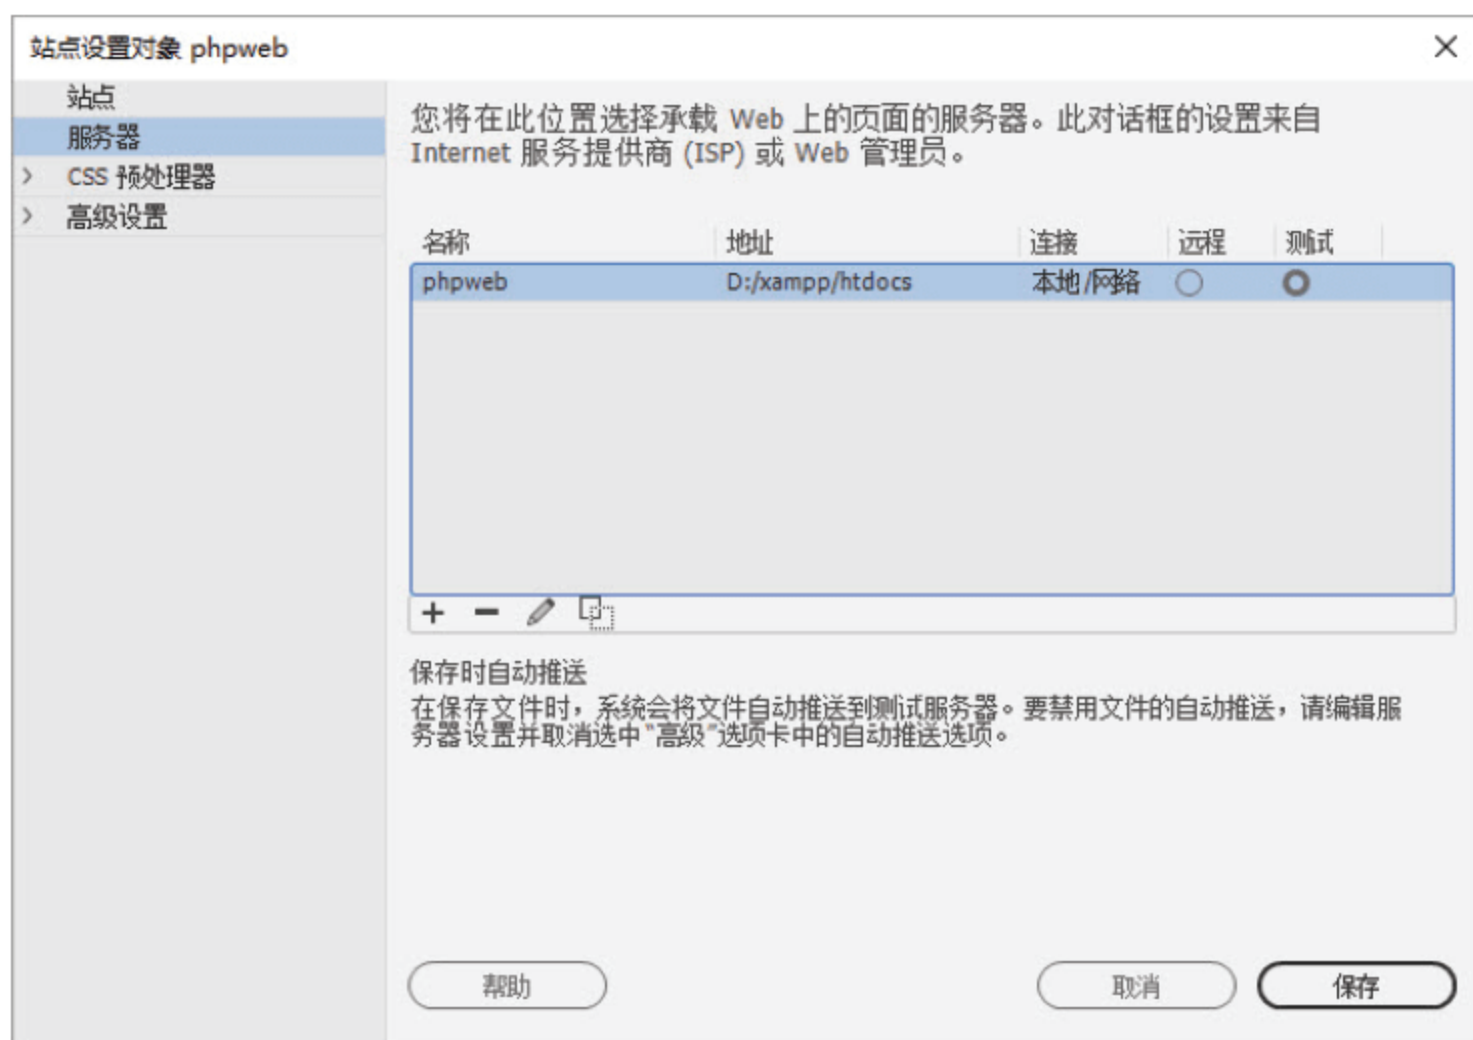 站点设置对象 phpweb
站点
服务器
CSS 预处理器
高级设置
您将在此位置选择承载 Web 上的页面的服务器。此对话框的设置来自
Internet 服务提供商 (ISP) 或 Web 管理员。
名称 地址 连接 远程 测试
phpweb D:/xampp/htdocs 本地/网络
保存时自动推送
在保存文件时，系统会将文件自动推送到测试服务器。要禁用文件的自动推送，请编辑服
务器设置并取消选中"高级"选项卡中的自动推送选项。
帮助 取消 保存